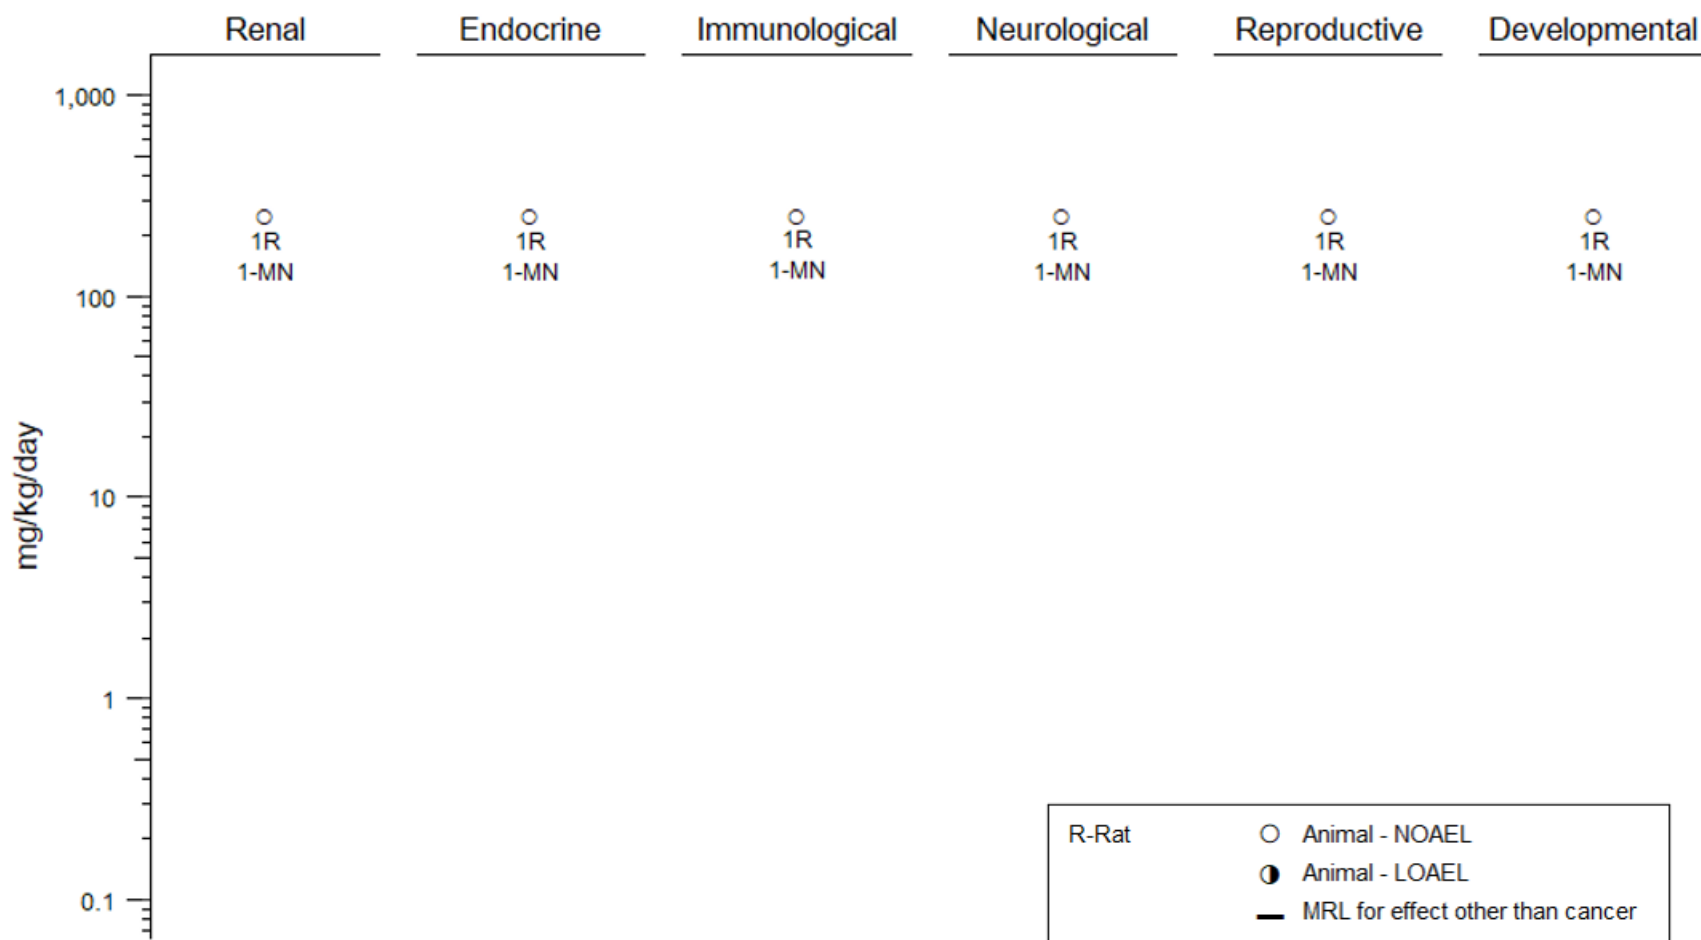 Renal Endocrine Immunological Neurological Reproductive Developmental
1,000
1R 1R 1R 1R 1R 1R
1-MN 1-MN 1-MN 1-MN 1-MN 1-MN
100
mg/kg/day
10
1
0.1
R-Rat Animal - NOAEL
Animal - LOAEL
MRL for effect other than cancer